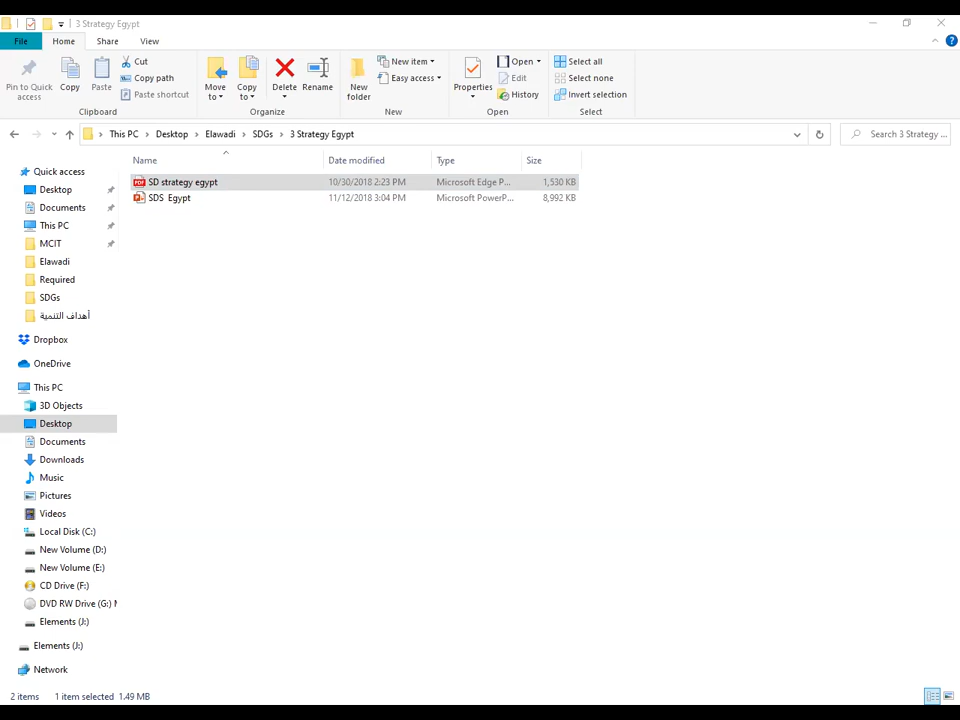 3 Strategy Egypt
File Home Share View
Pin to Quick access
Copy
Paste
Cut
Copy path
Paste shortcut
Clipboard
Move to
Copy to
Delete
Rename
Organize
New folder
New item
Easy access
New
Properties
Open
Edit
History
Open
Select all
Select none
Invert selection
Select
This PC > Desktop > Elawadi > SDGs > 3 Strategy Egypt
Search 3 Strategy ...
Name Date modified Type Size
SD strategy egypt 10/30/2018 2:23 PM Microsoft Edge P... 1,530 KB
SDS Egypt 11/12/2018 3:04 PM Microsoft PowerP... 8,992 KB
Quick access
Desktop
Documents
This PC
MCIT
Elawadi
Required
SDGs
أهداف التنمية
Dropbox
OneDrive
This PC
3D Objects
Desktop
Documents
Downloads
Music
Pictures
Videos
Local Disk (C:)
New Volume (D:)
New Volume (E:)
CD Drive (F:)
DVD RW Drive (G:) M
Elements (J:)
Elements (J:)
Network
2 items 1 item selected 1.49 MB